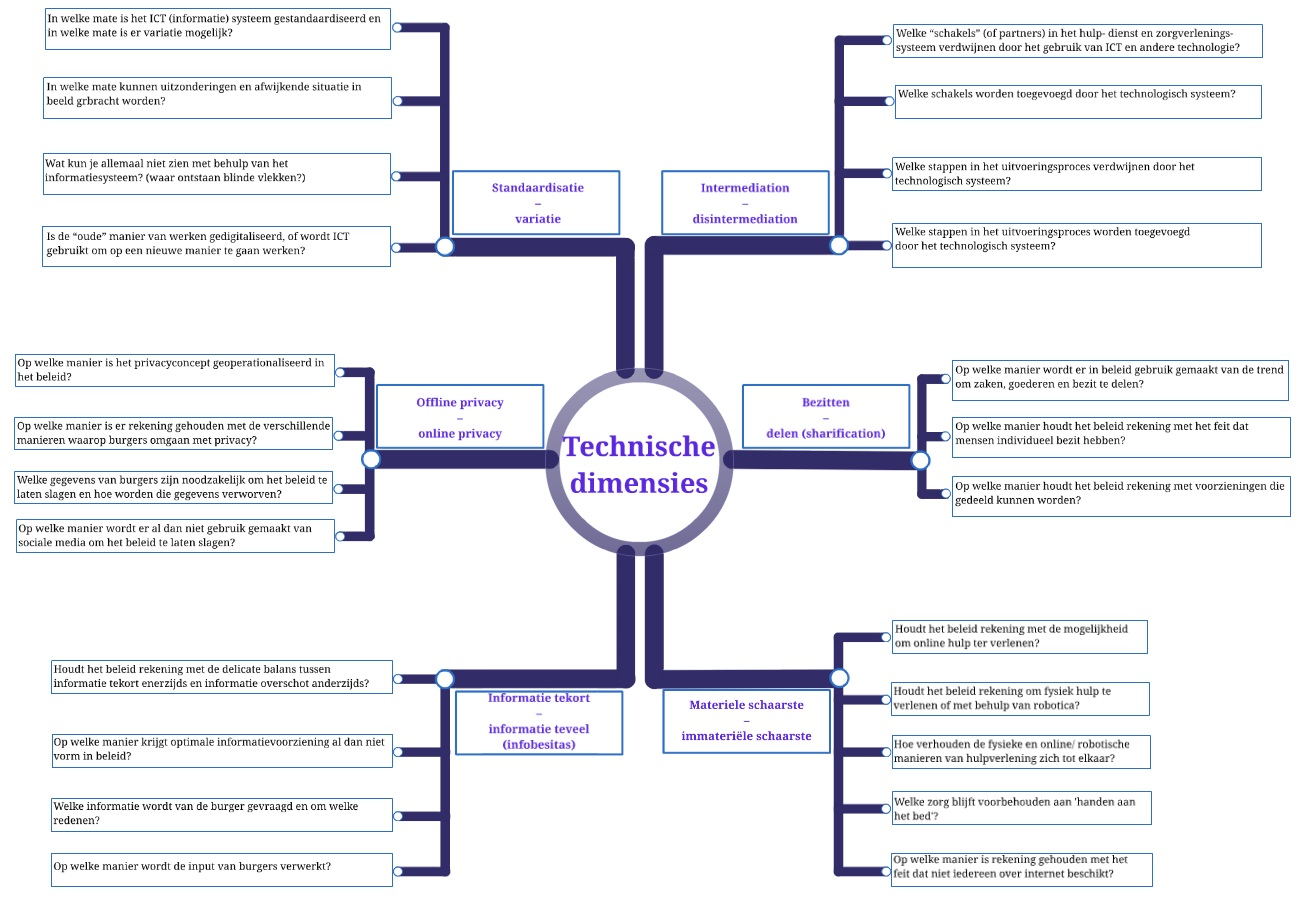 In welke mate is het ICT (informatie) systeem gestandaardiseerd en
in welke mate is er variatie mogelijk?
In welke mate kunnen uitzonderingen en afwijkende situatie in
beeld grbracht worden?
Wat kun je allemaal niet zien met behulp van het
informatiesysteem? (waar ontstaan blinde vlekken?)
Is de “oude” manier van werken gedigitaliseerd, of wordt ICT
gebruikt om op een nieuwe manier te gaan werken?
Standaardisatie
–
variatie
Intermediation
–
disintermediation
Welke “schakels” (of partners) in het hulp- dienst en zorgverlenings-
systeem verdwijnen door het gebruik van ICT en andere technologie?
Welke schakels worden toegevoegd door het technologisch systeem?
Welke stappen in het uitvoeringsproces verdwijnen door het
technologisch systeem?
Welke stappen in het uitvoeringsproces worden toegevoegd
door het technologisch systeem?
Op welke manier is het privacyconcept geoperationaliseerd in
het beleid?
Op welke manier is er rekening gehouden met de verschillende
manieren waarop burgers omgaan met privacy?
Welke gegevens van burgers zijn noodzakelijk om het beleid te
laten slagen en hoe worden die gegevens verworven?
Op welke manier wordt er al dan niet gebruik gemaakt van
sociale media om het beleid te laten slagen?
Offline privacy
–
online privacy
Technische
dimensies
Bezitten
–
delen (sharification)
Op welke manier wordt er in beleid gebruik gemaakt van de trend
om zaken, goederen en bezit te delen?
Op welke manier houdt het beleid rekening met het feit dat
mensen individueel bezit hebben?
Op welke manier houdt het beleid rekening met voorzieningen die
gedeeld kunnen worden?
Houdt het beleid rekening met de delicate balans tussen
informatie tekort enerzijds en informatie overschot anderzijds?
Op welke manier krijgt optimale informatievoorziening al dan niet
vorm in beleid?
Welke informatie wordt van de burger gevraagd en om welke
redenen?
Op welke manier wordt de input van burgers verwerkt?
Informatie tekort
–
informatie teveel
(infobesitas)
Materiele schaarste
–
immateriële schaarste
Houdt het beleid rekening met de mogelijkheid
om online hulp ter verlenen?
Houdt het beleid rekening om fysiek hulp te
verlenen of met behulp van robotica?
Hoe verhouden de fysieke en online/ robotische
manieren van hulpverlening zich tot elkaar?
Welke zorg blijft voorbehouden aan 'handen aan
het bed'?
Op welke manier is rekening gehouden met het
feit dat niet iedereen over internet beschikt?